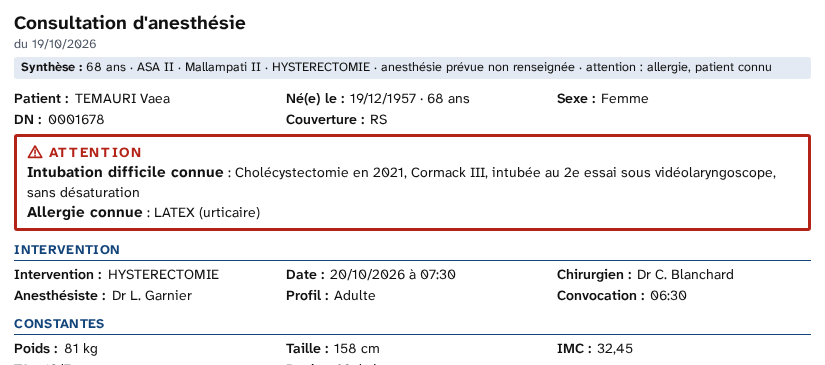 Consultation d'anesthésie
du 19/10/2026
Synthèse : 68 ans · ASA II · Mallampati II · HYSTERECTOMIE · anesthésie prévue non renseignée · attention : allergie, patient connu
Patient : TEMAURI Vaea Né(e) le : 19/12/1957 · 68 ans Sexe : Femme
DN : 0001678 Couverture : RS
⚠ ATTENTION
Intubation difficile connue : Cholécystectomie en 2021, Cormack III, intubée au 2e essai sous vidéolaryngoscope,
sans désaturation
Allergie connue : LATEX (urticaire)
INTERVENTION
Intervention : HYSTERECTOMIE Date : 20/10/2026 à 07:30 Chirurgien : Dr C. Blanchard
Anesthésiste : Dr L. Garnier Profil : Adulte Convocation : 06:30
CONSTANTES
Poids : 81 kg Taille : 158 cm IMC : 32,45